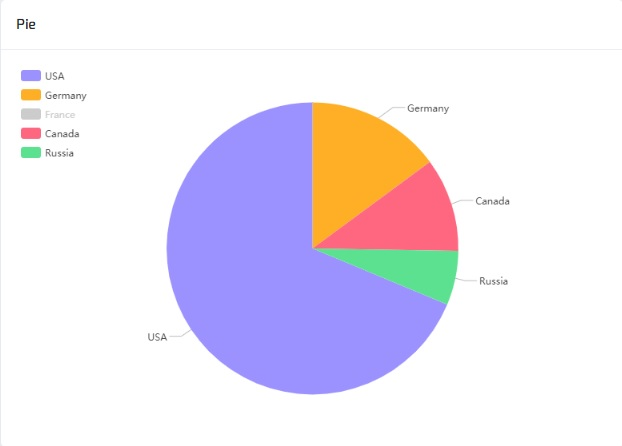 Pie
USA
Germany
France
Canada
Russia
Germany
Canada
Russia
USA